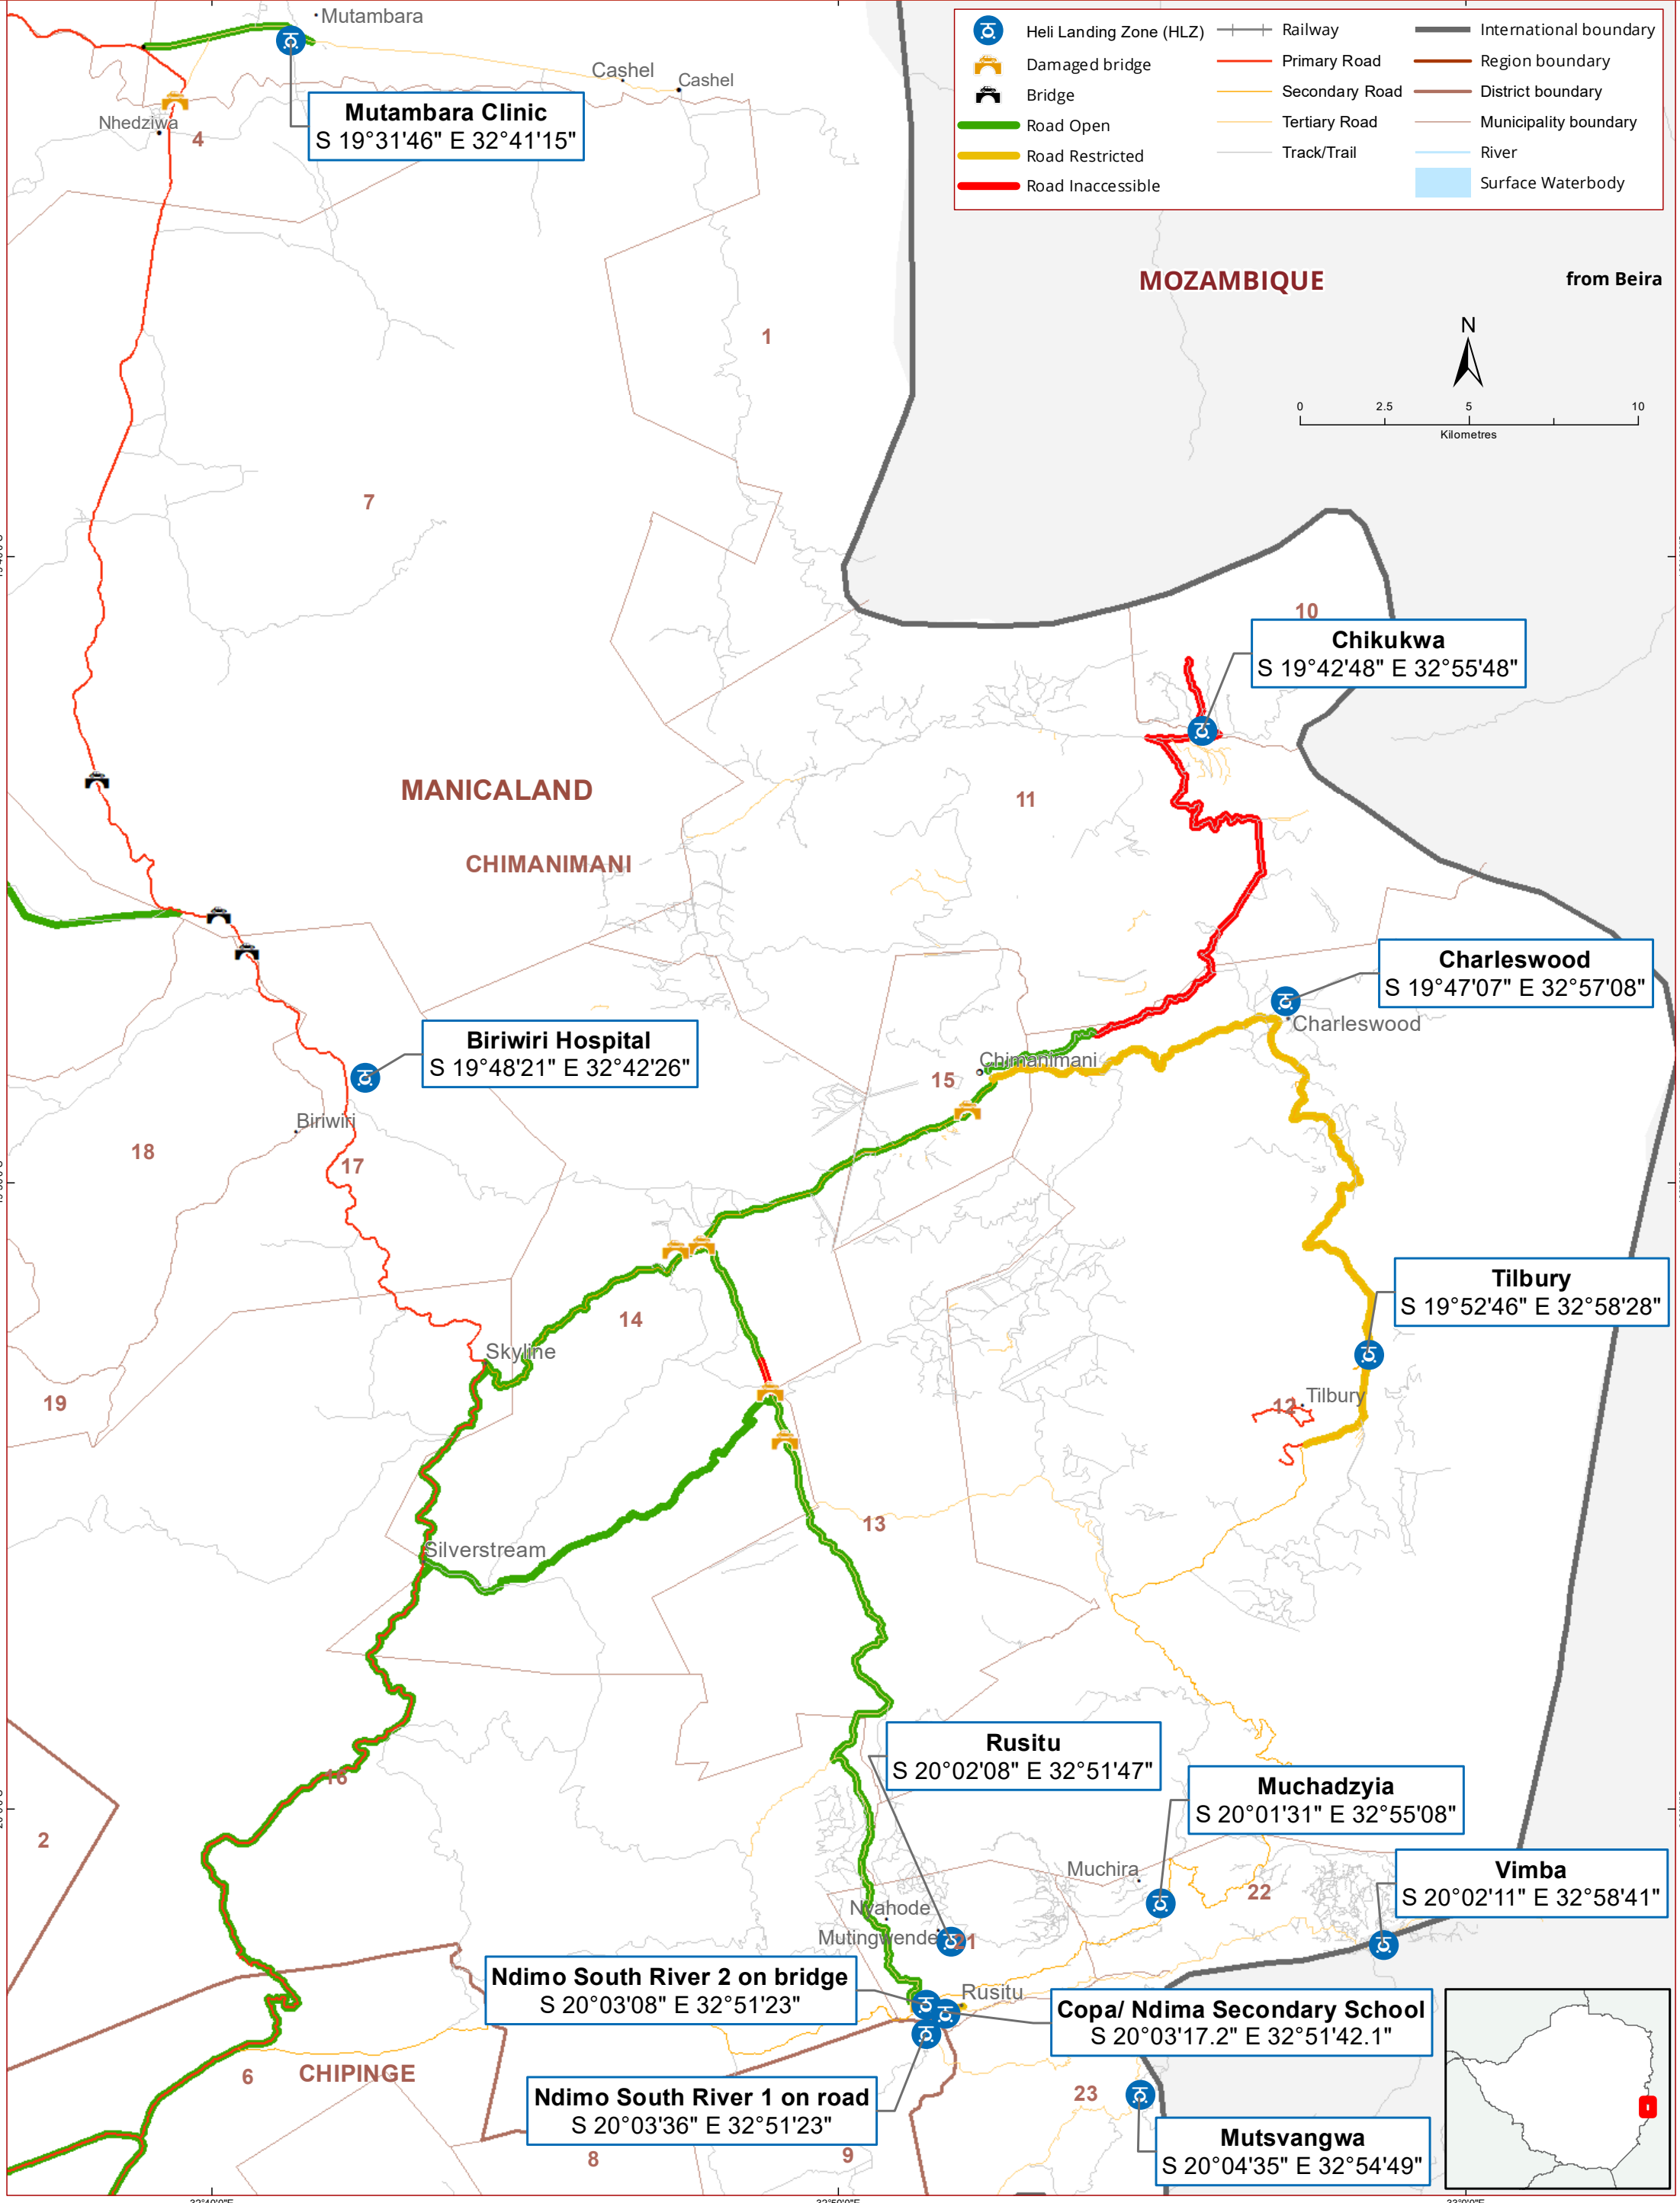 Mutambara
Cashel
Cashel
Nhedziwa
4
Mutambara Clinic
S 19°31'46" E 32°41'15"
Heli Landing Zone (HLZ)
Damaged bridge
Bridge
Road Open
Road Restricted
Road Inaccessible
Railway
Primary Road
Secondary Road
Tertiary Road
Track/Trail
International boundary
Region boundary
District boundary
Municipality boundary
River
Surface Waterbody
MOZAMBIQUE
from Beira
N
0 2.5 5 10
Kilometres
1
7
10
Chikukwa
S 19°42'48" E 32°55'48"
MANICALAND
11
CHIMANIMANI
Charleswood
S 19°47'07" E 32°57'08"
Charleswood
Biriwiri Hospital
S 19°48'21" E 32°42'26"
Chimanimani
15
Biriwiri
18
17
Tilbury
S 19°52'46" E 32°58'28"
14
Skyline
19
12
Tilbury
13
Silverstream
Rusitu
S 20°02'08" E 32°51'47"
16
Muchadzyia
S 20°01'31" E 32°55'08"
2
Muchira
Vimba
S 20°02'11" E 32°58'41"
22
Nyahode
Mutingwende
21
Ndimo South River 2 on bridge
S 20°03'08" E 32°51'23"
Rusitu
Copa/ Ndima Secondary School
S 20°03'17.2" E 32°51'42.1"
6
CHIPINGE
Ndimo South River 1 on road
S 20°03'36" E 32°51'23"
23
Mutsvangwa
S 20°04'35" E 32°54'49"
8
9